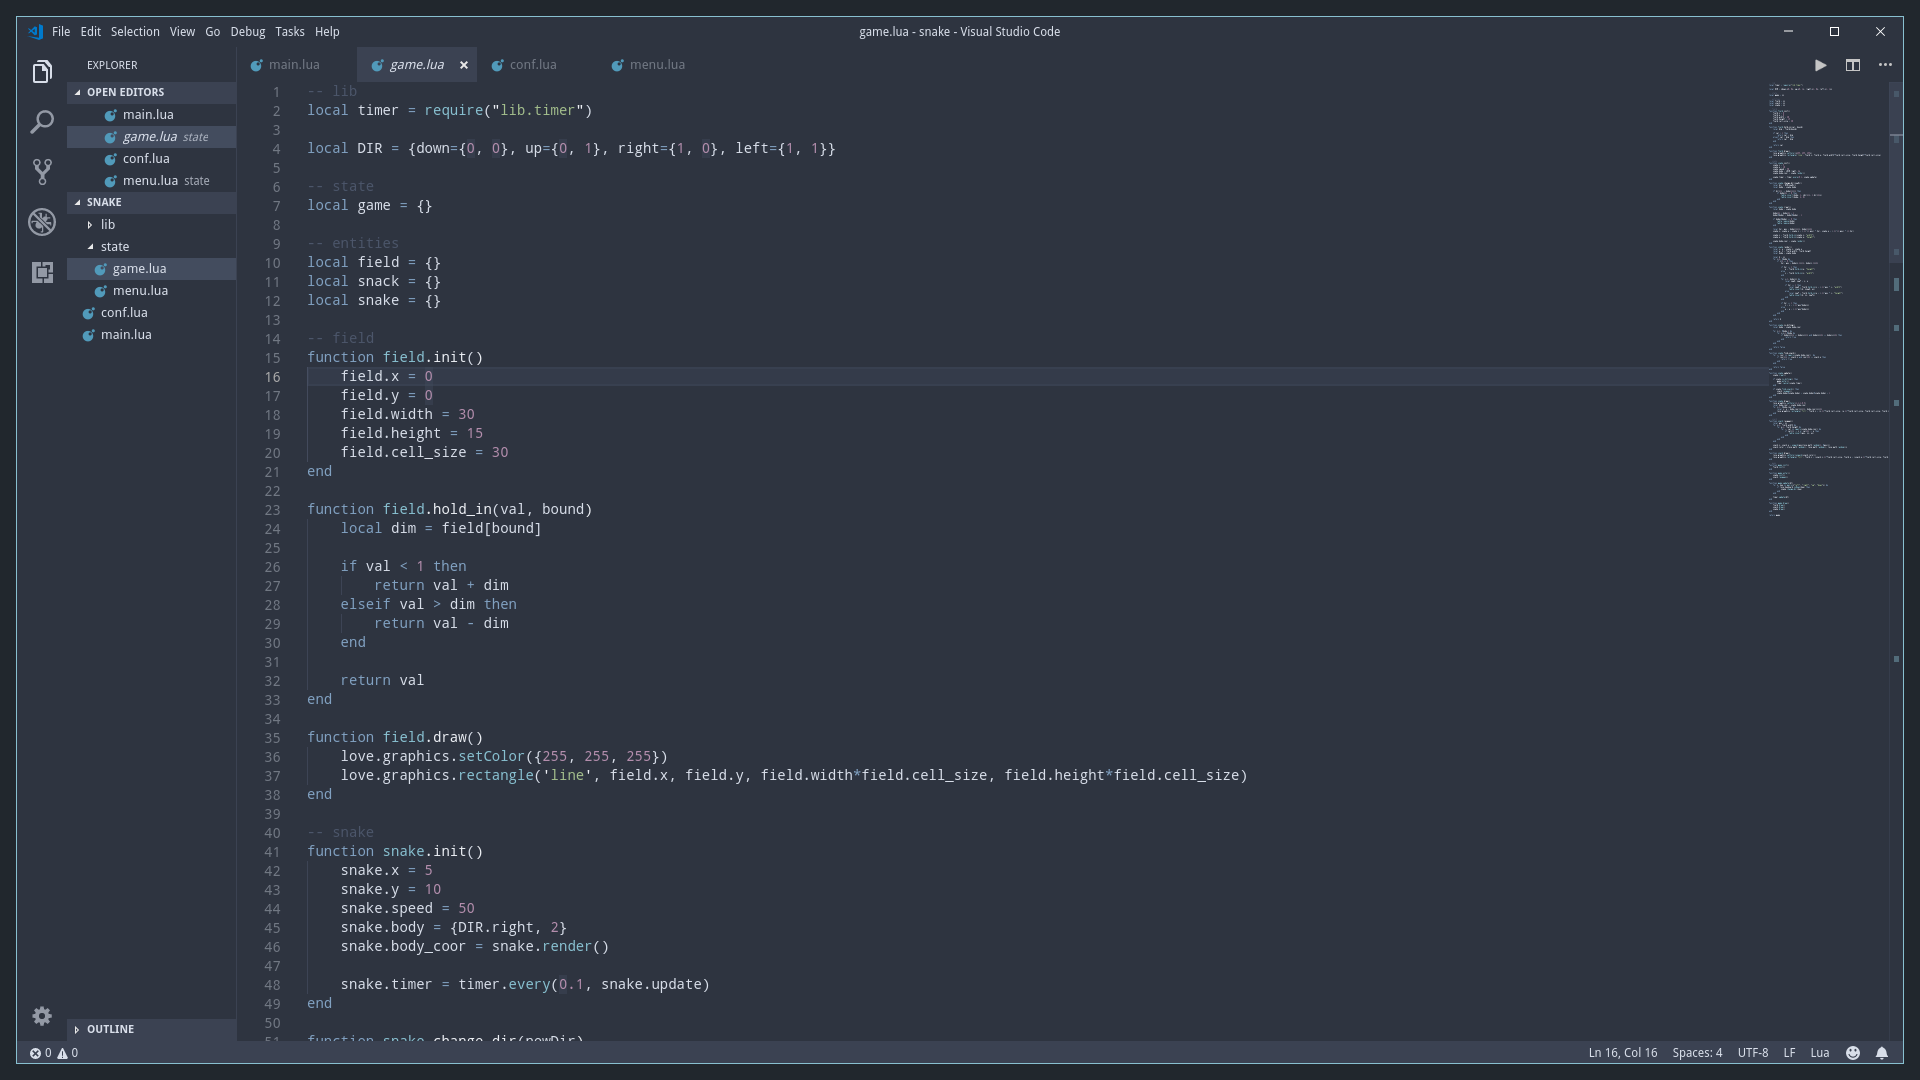 File Edit Selection View Go Debug Tasks Help
game.lua - snake - Visual Studio Code
EXPLORER
OPEN EDITORS
main.lua
game.lua state
conf.lua
menu.lua state
SNAKE
lib
state
game.lua
menu.lua
conf.lua
main.lua
OUTLINE
main.lua game.lua conf.lua menu.lua
1 -- lib
2 local timer = require("lib.timer")
3
4 local DIR = {down={0, 0}, up={0, 1}, right={1, 0}, left={1, 1}}
5
6 -- state
7 local game = {}
8
9 -- entities
10 local field = {}
11 local snack = {}
12 local snake = {}
13
14 -- field
15 function field.init()
16     field.x = 0
17     field.y = 0
18     field.width = 30
19     field.height = 15
20     field.cell_size = 30
21 end
22
23 function field.hold_in(val, bound)
24     local dim = field[bound]
25
26     if val < 1 then
27         return val + dim
28     elseif val > dim then
29         return val - dim
30     end
31
32     return val
33 end
34
35 function field.draw()
36     love.graphics.setColor({255, 255, 255})
37     love.graphics.rectangle('line', field.x, field.y, field.width*field.cell_size, field.height*field.cell_size)
38 end
39
40 -- snake
41 function snake.init()
42     snake.x = 5
43     snake.y = 10
44     snake.speed = 50
45     snake.body = {DIR.right, 2}
46     snake.body_coor = snake.render()
47
48     snake.timer = timer.every(0.1, snake.update)
49 end
50
51 function snake.change_dir(newDir)
0 0
Ln 16, Col 16 Spaces: 4 UTF-8 LF Lua